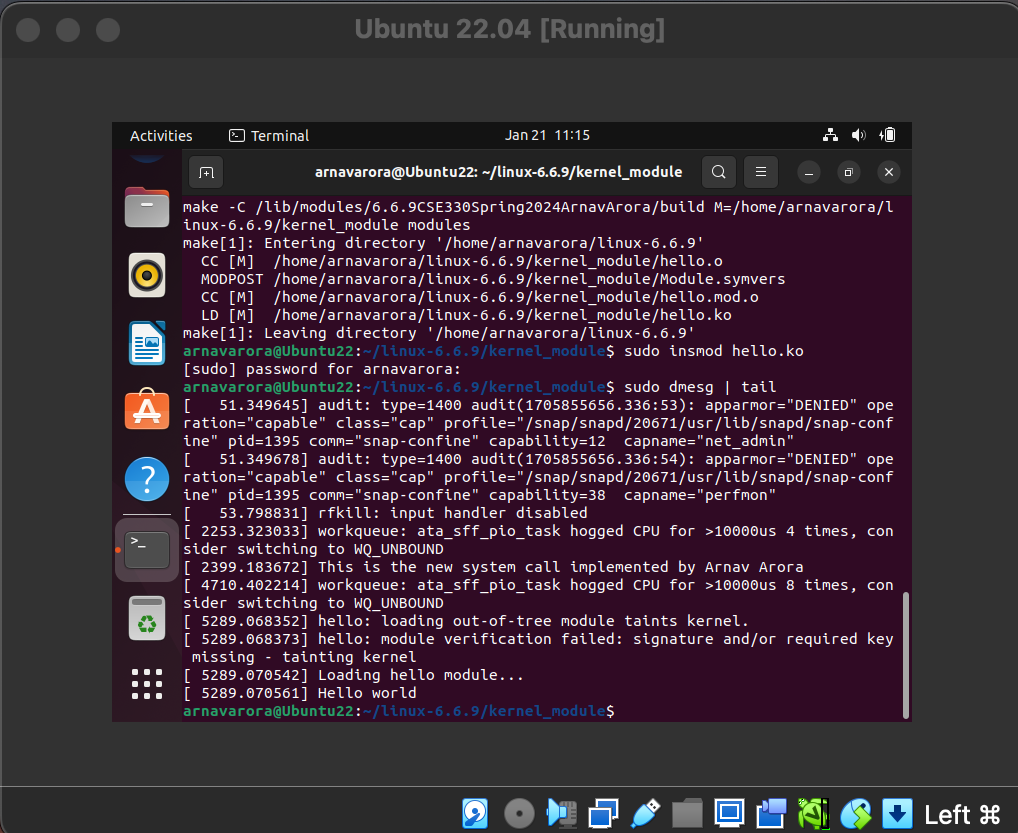 Ubuntu 22.04 [Running]
Activities
Terminal
Jan 21 11:15
arnavarora@Ubuntu22: ~/linux-6.6.9/kernel_module
make -C /lib/modules/6.6.9CSE330Spring2024ArnavArora/build M=/home/arnavarora/l
inux-6.6.9/kernel_module modules
make[1]: Entering directory '/home/arnavarora/linux-6.6.9'
  CC [M]  /home/arnavarora/linux-6.6.9/kernel_module/hello.o
  MODPOST /home/arnavarora/linux-6.6.9/kernel_module/Module.symvers
  CC [M]  /home/arnavarora/linux-6.6.9/kernel_module/hello.mod.o
  LD [M]  /home/arnavarora/linux-6.6.9/kernel_module/hello.ko
make[1]: Leaving directory '/home/arnavarora/linux-6.6.9'
arnavarora@Ubuntu22:~/linux-6.6.9/kernel_module$ sudo insmod hello.ko
[sudo] password for arnavarora:
arnavarora@Ubuntu22:~/linux-6.6.9/kernel_module$ sudo dmesg | tail
[   51.349645] audit: type=1400 audit(1705855656.336:53): apparmor="DENIED" ope
ration="capable" class="cap" profile="/snap/snapd/20671/usr/lib/snapd/snap-conf
ine" pid=1395 comm="snap-confine" capability=12  capname="net_admin"
[   51.349678] audit: type=1400 audit(1705855656.336:54): apparmor="DENIED" ope
ration="capable" class="cap" profile="/snap/snapd/20671/usr/lib/snapd/snap-conf
ine" pid=1395 comm="snap-confine" capability=38  capname="perfmon"
[   53.798831] rfkill: input handler disabled
[ 2253.323033] workqueue: ata_sff_pio_task hogged CPU for >10000us 4 times, con
sider switching to WQ_UNBOUND
[ 2399.183672] This is the new system call implemented by Arnav Arora
[ 4710.402214] workqueue: ata_sff_pio_task hogged CPU for >10000us 8 times, con
sider switching to WQ_UNBOUND
[ 5289.068352] hello: loading out-of-tree module taints kernel.
[ 5289.068373] hello: module verification failed: signature and/or required key
 missing - tainting kernel
[ 5289.070542] Loading hello module...
[ 5289.070561] Hello world
arnavarora@Ubuntu22:~/linux-6.6.9/kernel_module$
Left ⌘